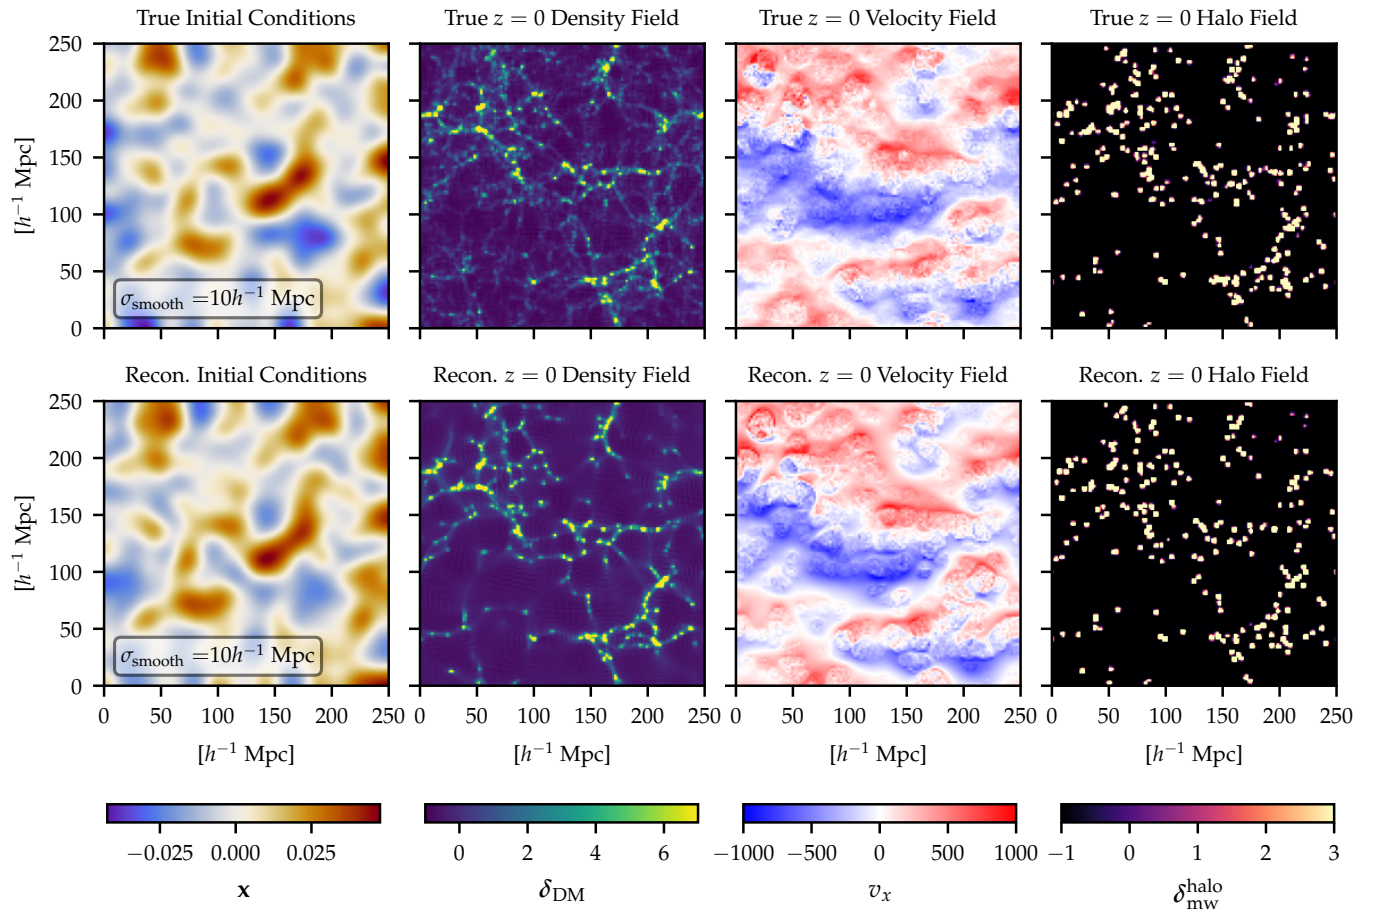 True Initial Conditions
True z = 0 Density Field
True z = 0 Velocity Field
True z = 0 Halo Field
250
200
150
100
50
0
[h⁻¹ Mpc]
σsmooth =10h⁻¹ Mpc
Recon. Initial Conditions
Recon. z = 0 Density Field
Recon. z = 0 Velocity Field
Recon. z = 0 Halo Field
250
200
150
100
50
0
[h⁻¹ Mpc]
σsmooth =10h⁻¹ Mpc
0 50 100 150 200 250
0 50 100 150 200 250
0 50 100 150 200 250
0 50 100 150 200 250
[h⁻¹ Mpc]
[h⁻¹ Mpc]
[h⁻¹ Mpc]
[h⁻¹ Mpc]
−0.025 0.000 0.025
0 2 4 6
−1000 −500 0 500 1000
−1 0 1 2 3
x
δDM
vx
δmw^halo